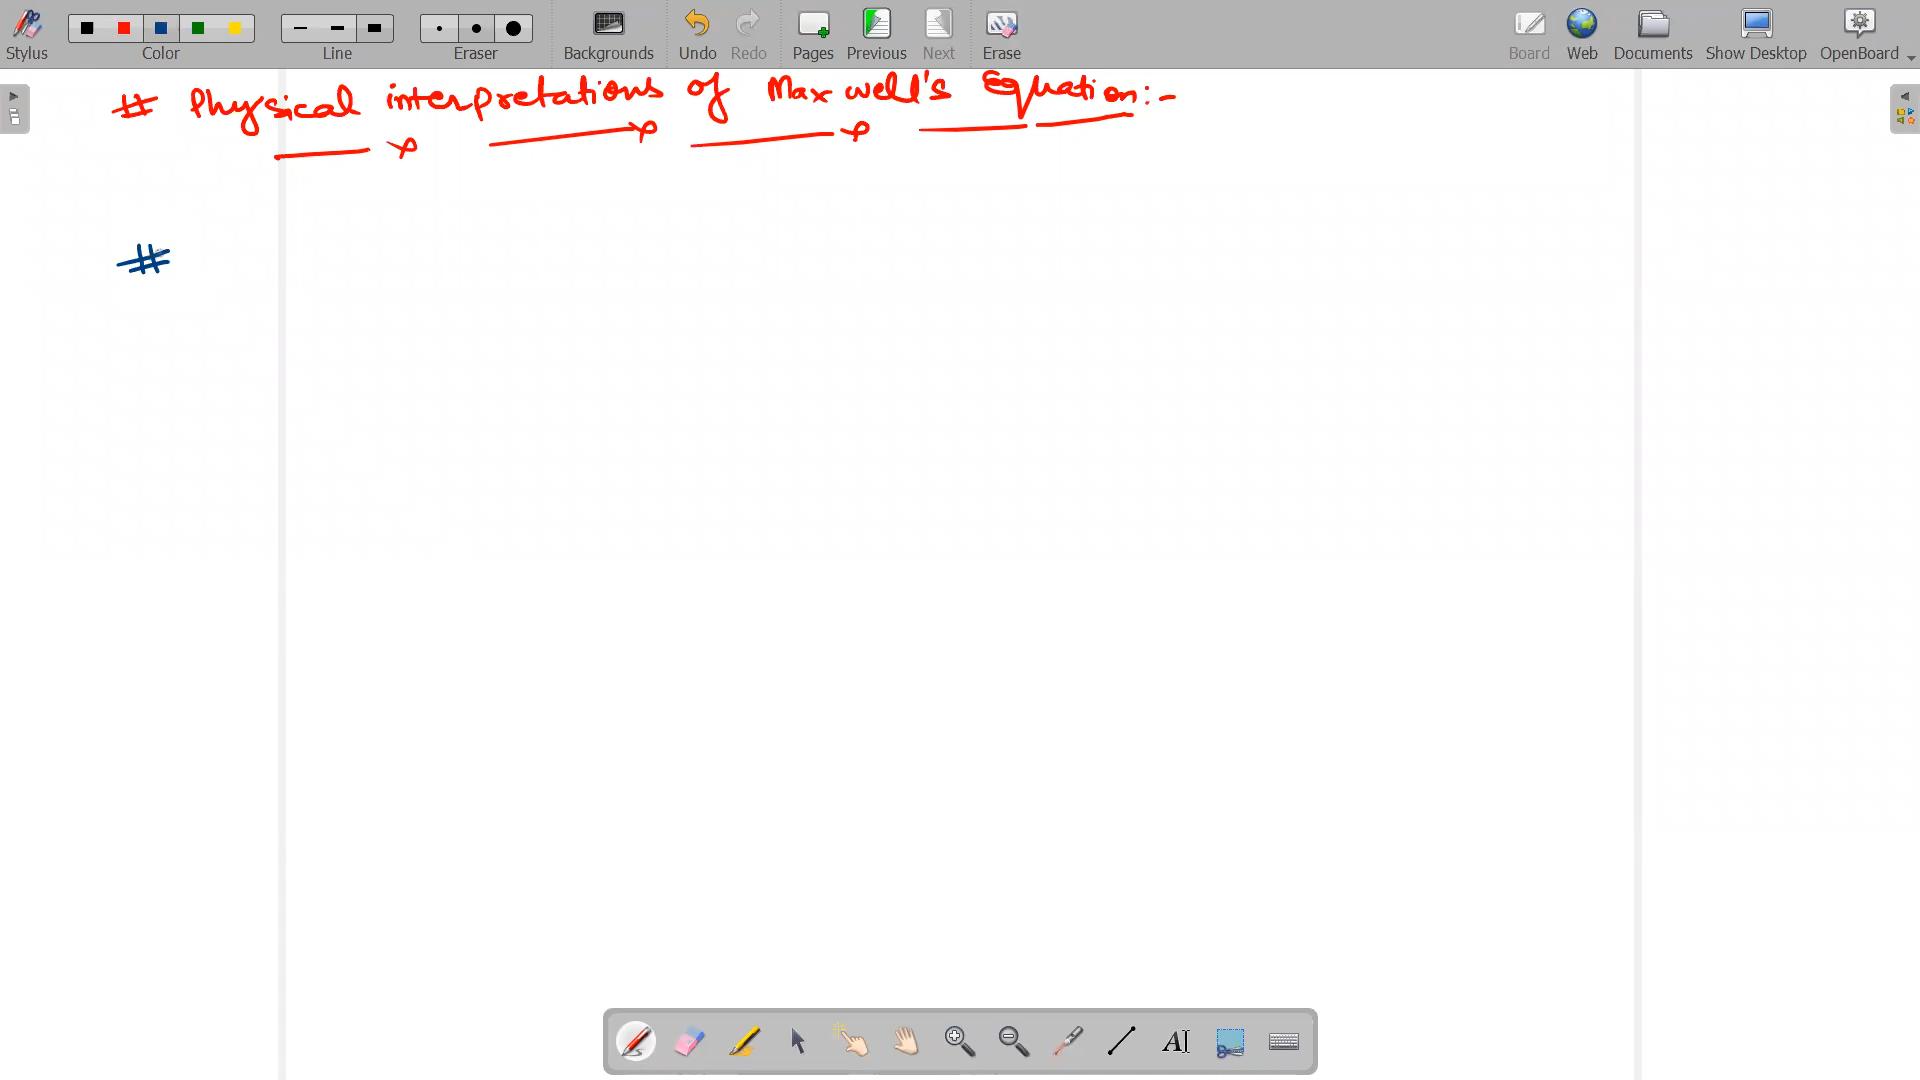 Stylus Color Line Eraser Backgrounds Undo Redo Pages Previous Next Erase Board Web Documents Show Desktop OpenBoard
# Physical interpretations of Maxwell's Equation:-
#
AI